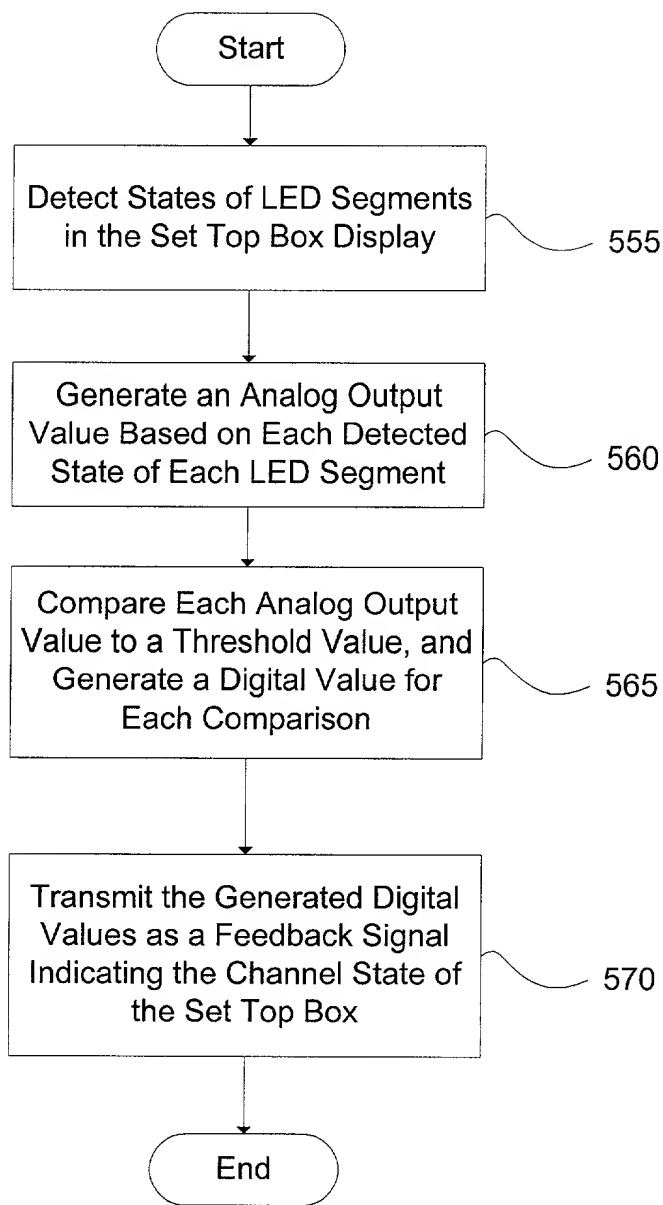 Start
Detect States of LED Segments
in the Set Top Box Display
555
Generate an Analog Output
Value Based on Each Detected
State of Each LED Segment
560
Compare Each Analog Output
Value to a Threshold Value, and
Generate a Digital Value for
Each Comparison
565
Transmit the Generated Digital
Values as a Feedback Signal
Indicating the Channel State of
the Set Top Box
570
End